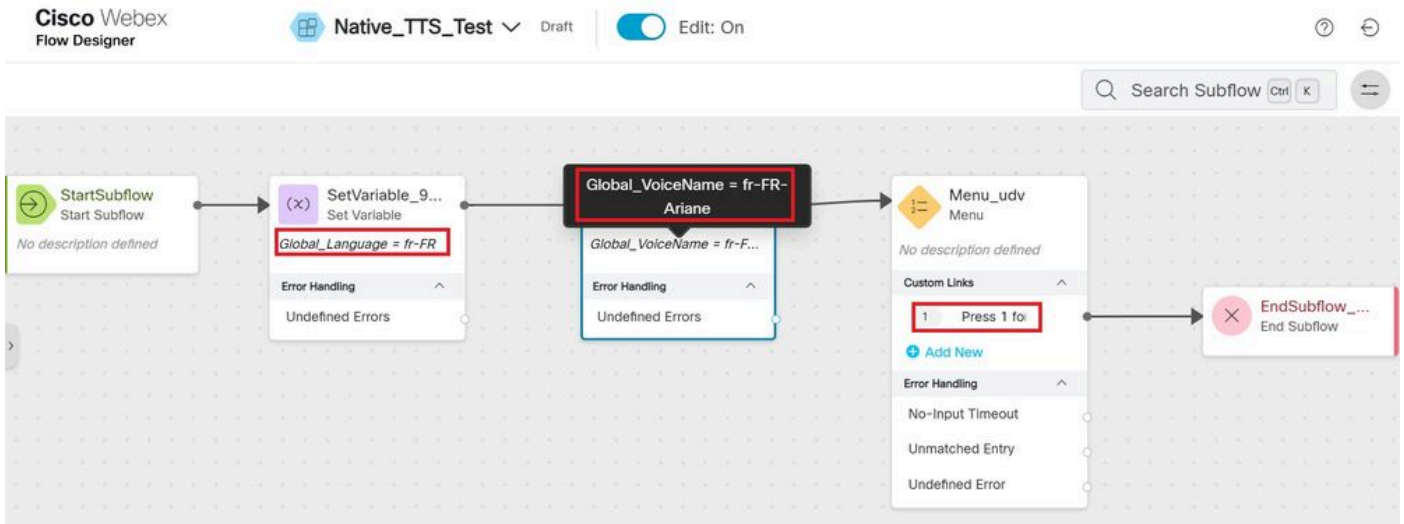 Cisco Webex
Flow Designer
Native_TTS_Test
Draft
Edit: On
Search Subflow Ctrl K
StartSubflow
Start Subflow
No description defined
SetVariable_9...
Set Variable
Global_Language = fr-FR
Error Handling
Undefined Errors
Global_VoiceName = fr-FR-
Ariane
Global_VoiceName = fr-F...
Error Handling
Undefined Errors
Menu_udv
Menu
No description defined
Custom Links
1 Press 1 fo
Add New
Error Handling
No-Input Timeout
Unmatched Entry
Undefined Error
EndSubflow_...
End Subflow